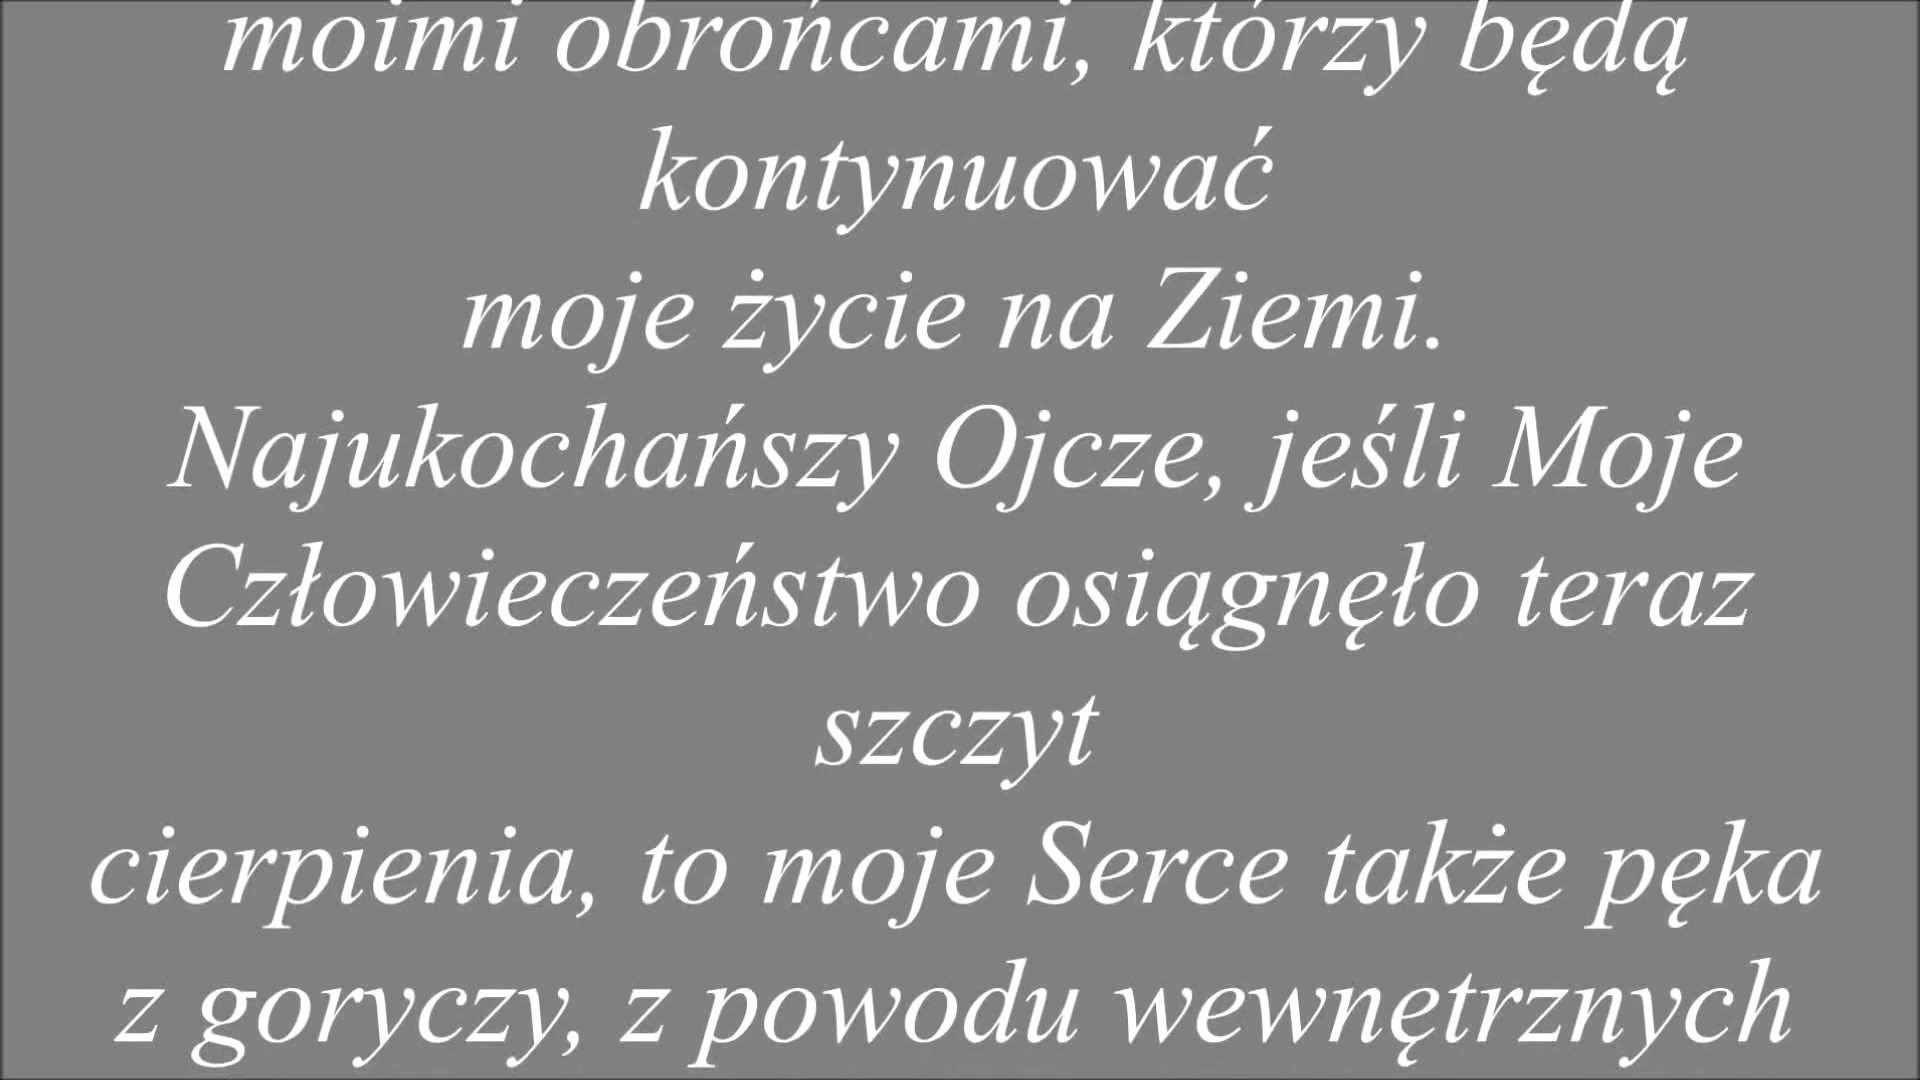 moimi obrońcami, którzy będą
kontynuować
moje życie na Ziemi.
Najukochańszy Ojcze, jeśli Moje
Człowieczeństwo osiągnęło teraz
szczyt
cierpienia, to moje Serce także pęka
z goryczy, z powodu wewnętrznych